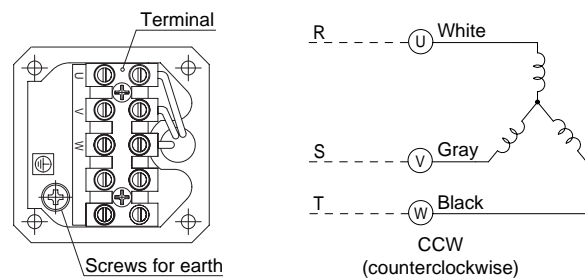 Terminal
U
V
W
Screws for earth
R U White
S V Gray
T W Black
CCW
(counterclockwise)